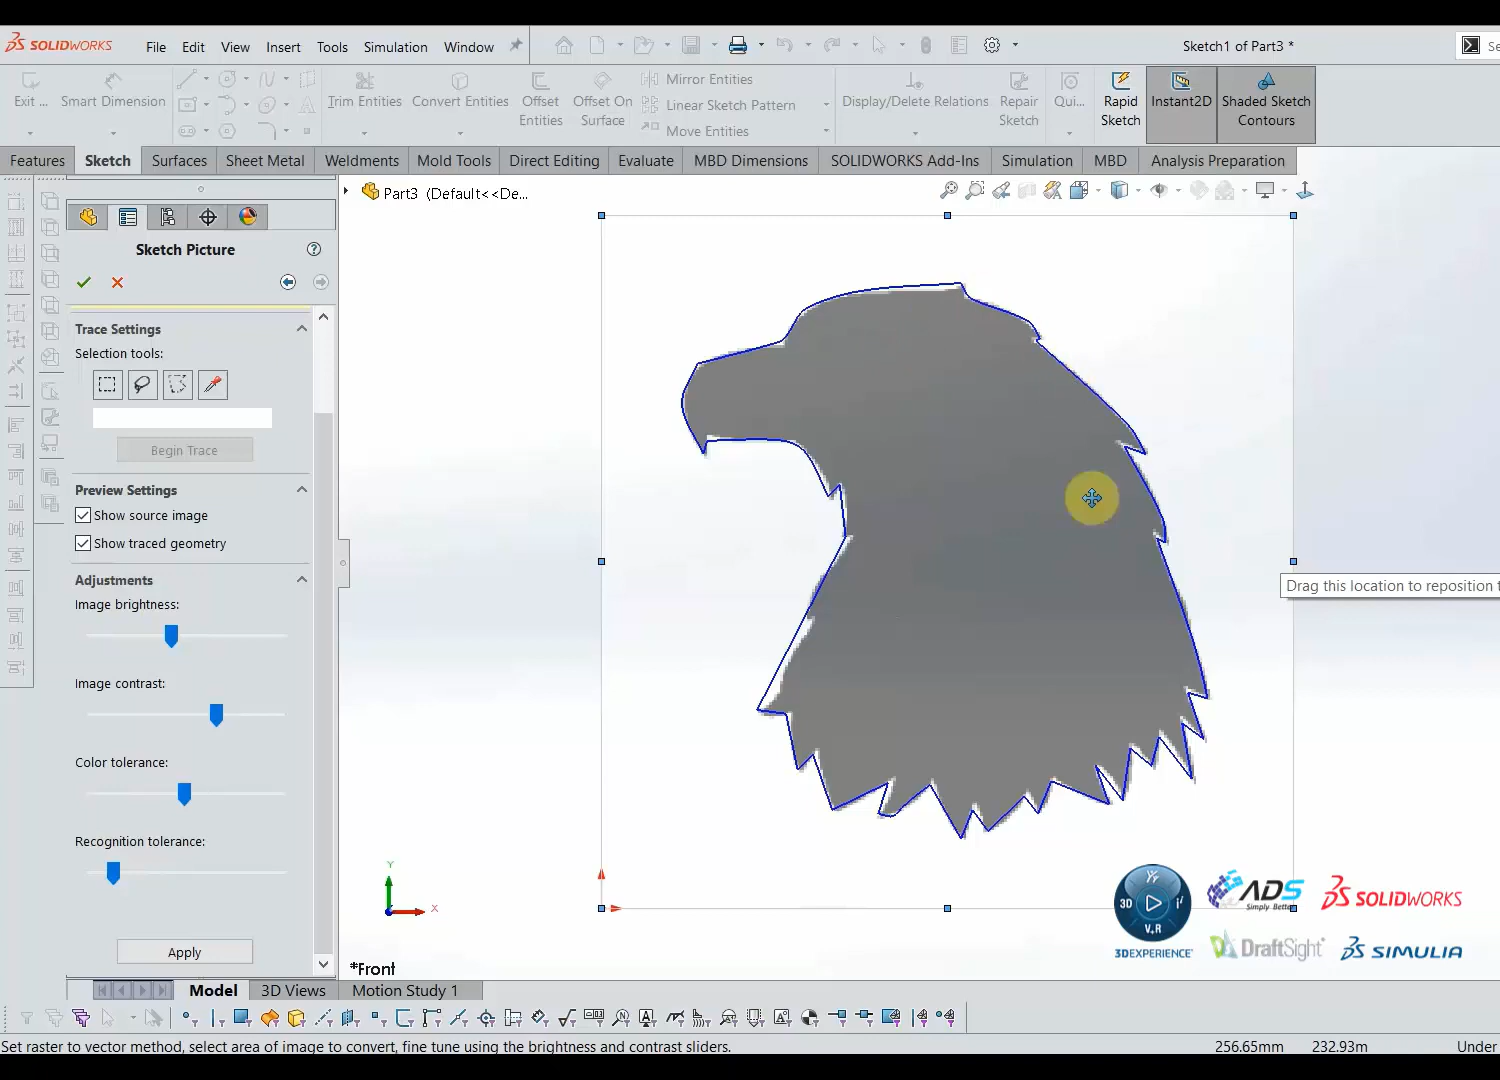 SOLIDWORKS File Edit View Insert Tools Simulation Window Sketch1 of Part3 * Se
Exit ... Smart Dimension Trim Entities Convert Entities Offset Entities Offset On Surface Mirror Entities Linear Sketch Pattern Move Entities Display/Delete Relations Repair Sketch Qui... Rapid Sketch Instant2D Shaded Sketch Contours
Features Sketch Surfaces Sheet Metal Weldments Mold Tools Direct Editing Evaluate MBD Dimensions SOLIDWORKS Add-Ins Simulation MBD Analysis Preparation
Part3 (Default<<De...
Sketch Picture
Trace Settings
Selection tools:
Begin Trace
Preview Settings
Show source image
Show traced geometry
Adjustments
Image brightness:
Image contrast:
Color tolerance:
Recognition tolerance:
Apply
Drag this location to reposition t
Y
X
*Front
3D
V,R
3DEXPERIENCE
ADS
Simply Better
SOLIDWORKS
DraftSight
SIMULIA
Model 3D Views Motion Study 1
Set raster to vector method, select area of image to convert, fine tune using the brightness and contrast sliders. 256.65mm 232.93m Under